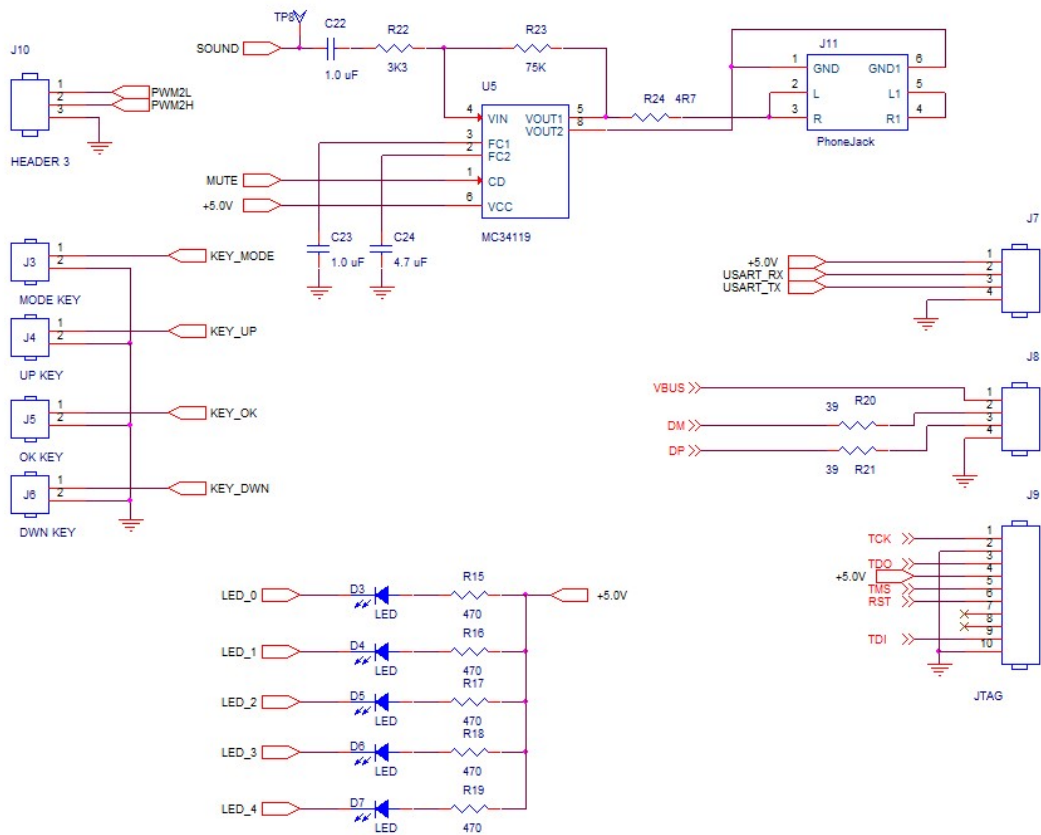 J10
1
2
3
PWM2L
PWM2H
HEADER 3
TP8
SOUND
C22
1.0 uF
R22
3K3
R23
75K
U5
4
VIN
3
FC1
2
FC2
1
CD
6
VCC
VOUT1
5
VOUT2
8
MC34119
MUTE
+5.0V
C23
1.0 uF
C24
4.7 uF
R24
4R7
J11
1
GND
GND1
6
2
L
L1
5
3
R
R1
4
PhoneJack
J3
1
2
KEY_MODE
MODE KEY
J4
1
2
KEY_UP
UP KEY
J5
1
2
KEY_OK
OK KEY
J6
1
2
KEY_DWN
DWN KEY
J7
+5.0V
USART_RX
USART_TX
1
2
3
4
J8
VBUS
DM
DP
39
R20
39
R21
1
2
3
4
J9
TCK
TDO
+5.0V
TMS
RST
TDI
1
2
3
4
5
6
7
8
9
10
JTAG
LED_0
D3
LED
R15
470
+5.0V
LED_1
D4
LED
R16
470
LED_2
D5
LED
R17
470
LED_3
D6
LED
R18
470
LED_4
D7
LED
R19
470